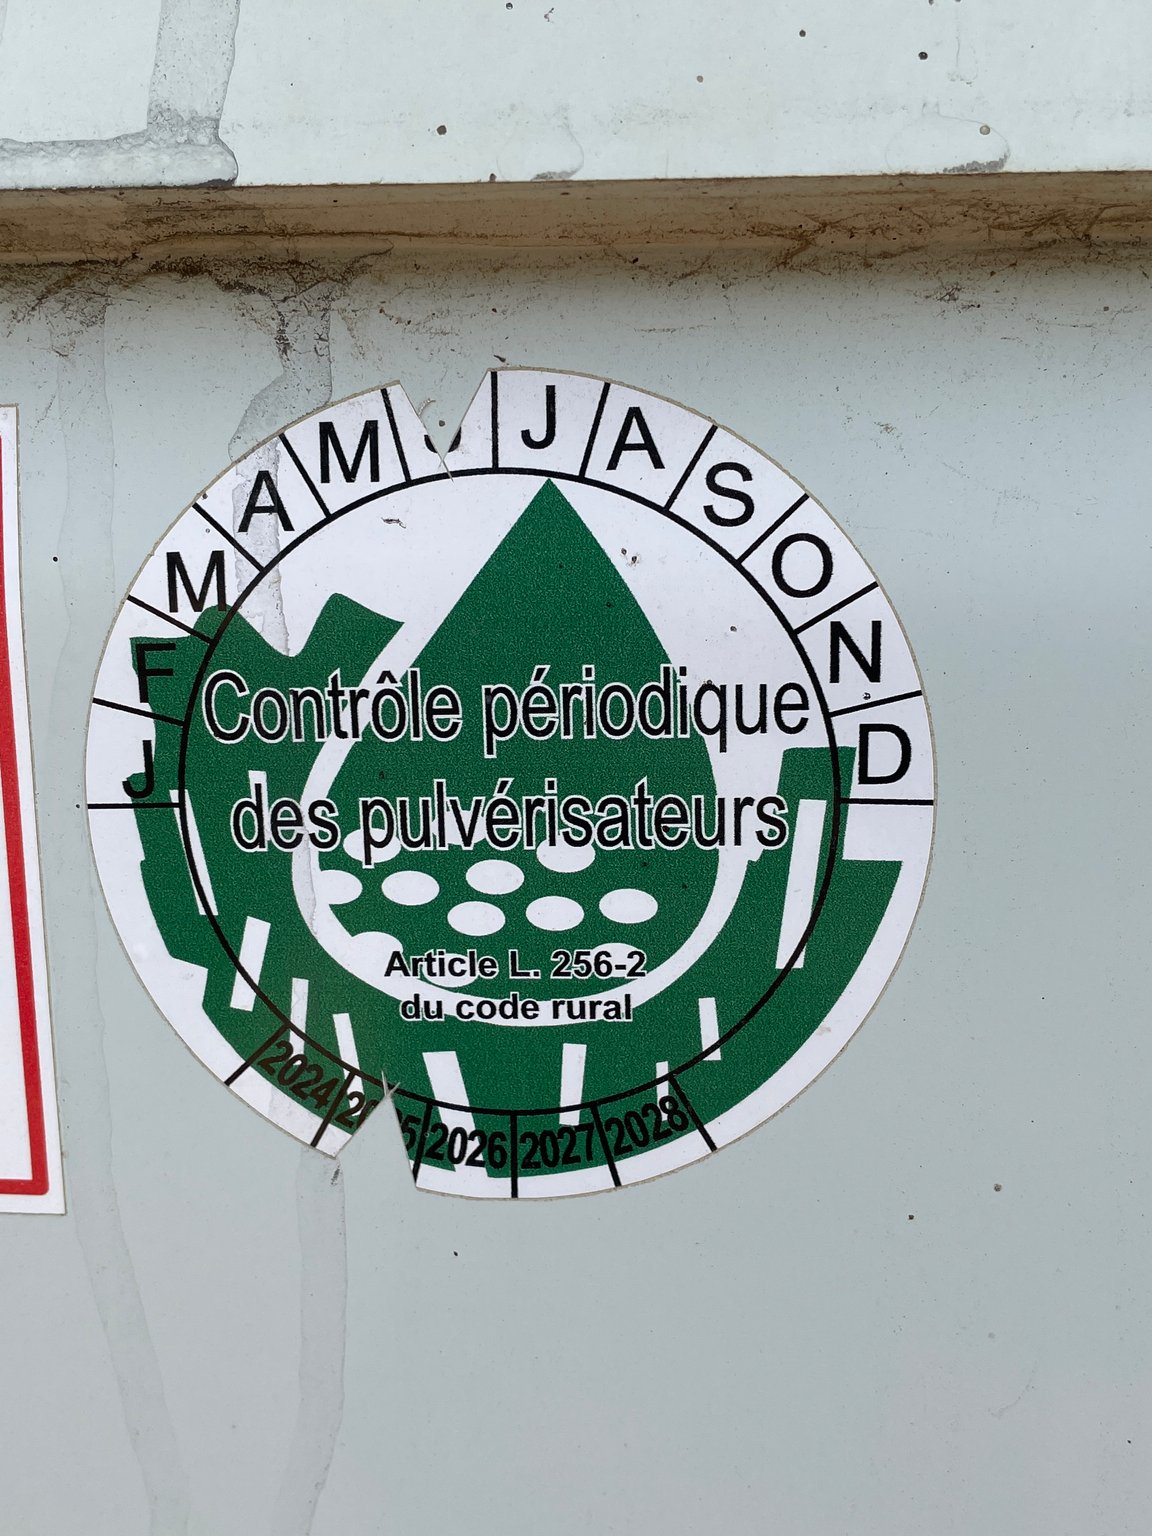 J F M A M J J A S O N D
Contrôle périodique
des pulvérisateurs
Article L. 256-2
du code rural
2024 2026 2027 2028